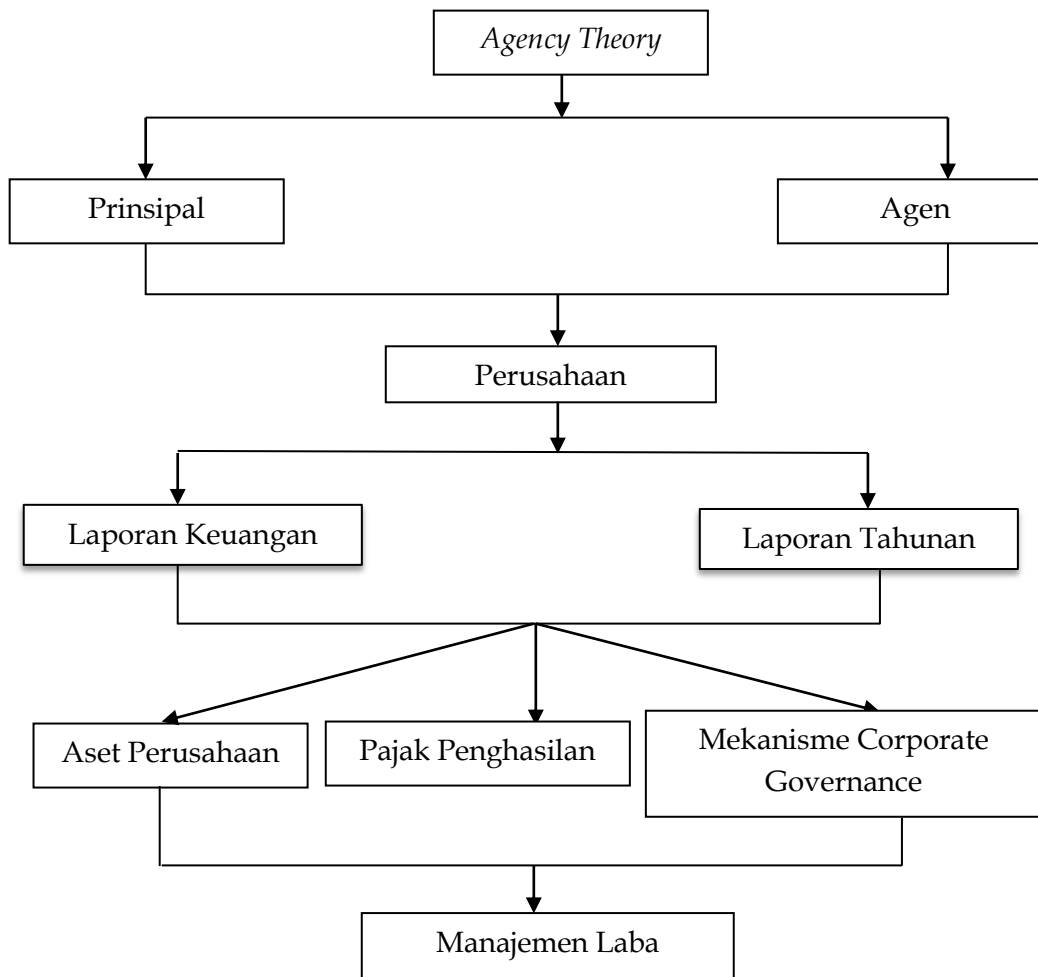 Agency Theory
Prinsipal
Agen
Perusahaan
Laporan Keuangan
Laporan Tahunan
Aset Perusahaan
Pajak Penghasilan
Mekanisme Corporate
Governance
Manajemen Laba